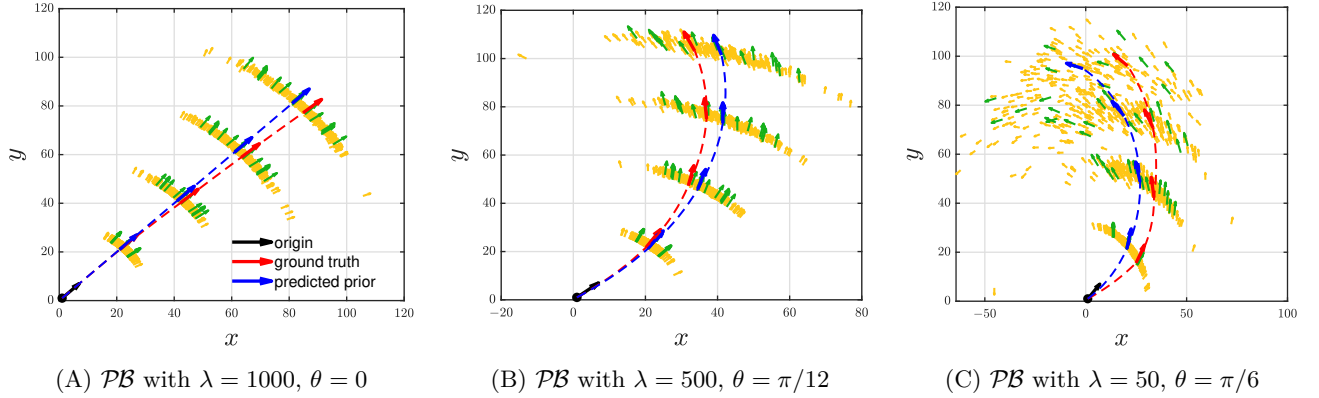 120
100
80
60
40
20
0
0 20 40 60 80 100 120
y
x
origin
ground truth
predicted prior
(A) 𝒫ℬ with λ = 1000, θ = 0
120
100
80
60
40
20
0
−20 0 20 40 60 80
y
x
(B) 𝒫ℬ with λ = 500, θ = π/12
120
100
80
60
40
20
0
−50 0 50 100
y
x
(C) 𝒫ℬ with λ = 50, θ = π/6